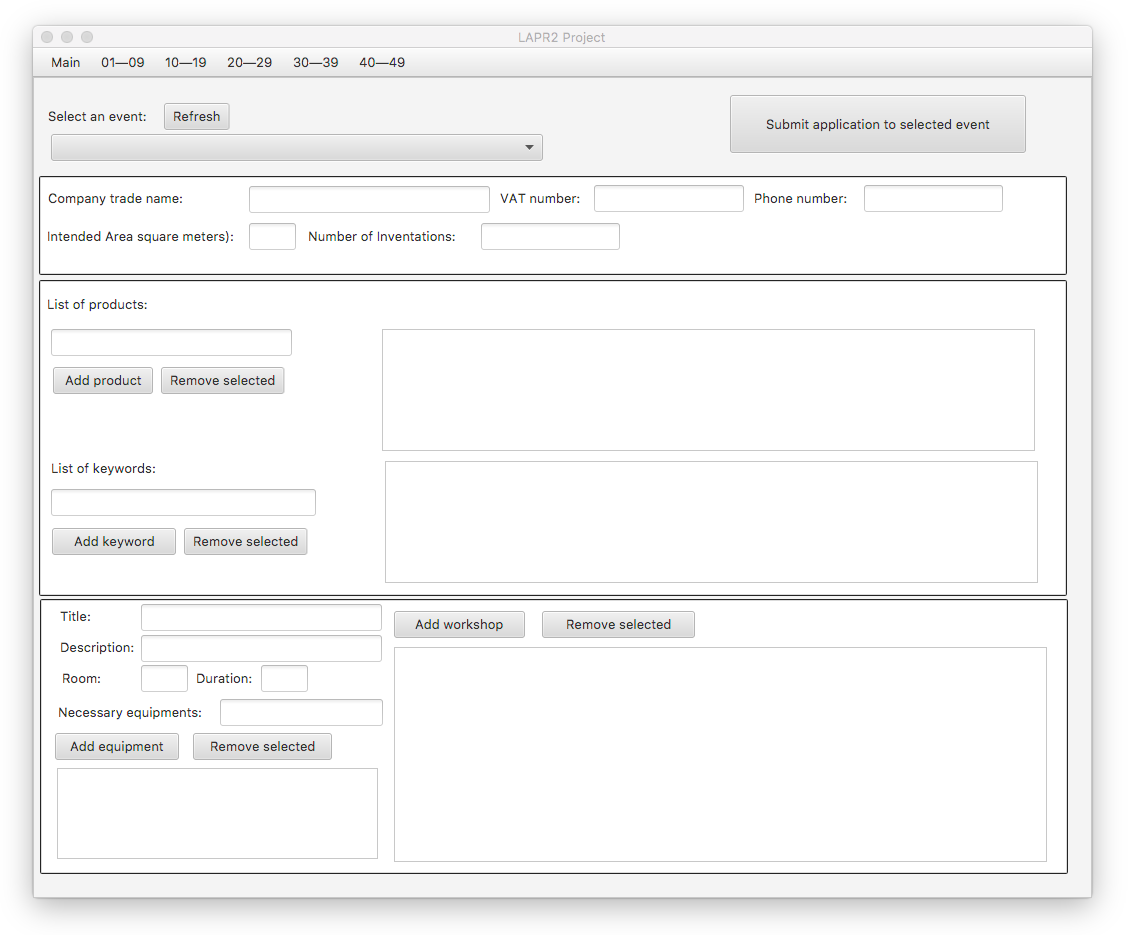 LAPR2 Project
Main 01—09 10—19 20—29 30—39 40—49
Select an event: Refresh
Submit application to selected event
Company trade name: VAT number: Phone number:
Intended Area square meters): Number of Inventations:
List of products:
Add product Remove selected
List of keywords:
Add keyword Remove selected
Title:
Add workshop Remove selected
Description:
Room: Duration:
Necessary equipments:
Add equipment Remove selected